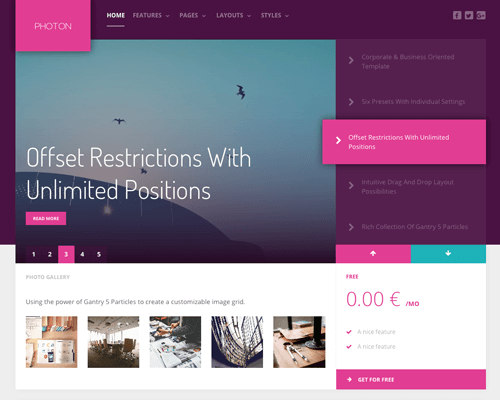 PHOTON
HOME FEATURES PAGES LAYOUTS STYLES
Corporate & Business Oriented
Template
Six Presets With Individual Settings
Offset Restrictions With Unlimited
Positions
Intuitive Drag And Drop Layout
Possibilities
Rich Collection Of Gantry 5 Particles
Offset Restrictions With
Unlimited Positions
READ MORE
1 2 3 4 5
PHOTO GALLERY
Using the power of Gantry 5 Particles to create a customizable image grid.
FREE
0.00 € /MO
A nice feature
A nice feature
GET FOR FREE